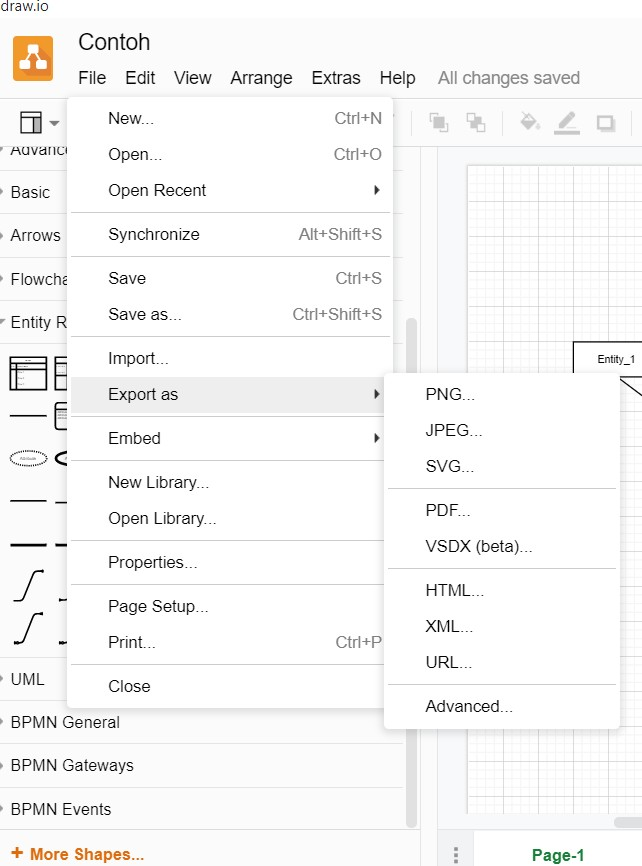 draw.io
Contoh
File Edit View Arrange Extras Help All changes saved
New... Ctrl+N
Open... Ctrl+O
Open Recent
Synchronize Alt+Shift+S
Save Ctrl+S
Save as... Ctrl+Shift+S
Import...
Export as
Embed
New Library...
Open Library...
Properties...
Page Setup...
Print... Ctrl+P
Close
PNG...
JPEG...
SVG...
PDF...
VSDX (beta)...
HTML...
XML...
URL...
Advanced...
Advanc
Basic
Arrows
Flowcha
Entity R
UML
BPMN General
BPMN Gateways
BPMN Events
+ More Shapes...
Entity_1
Page-1